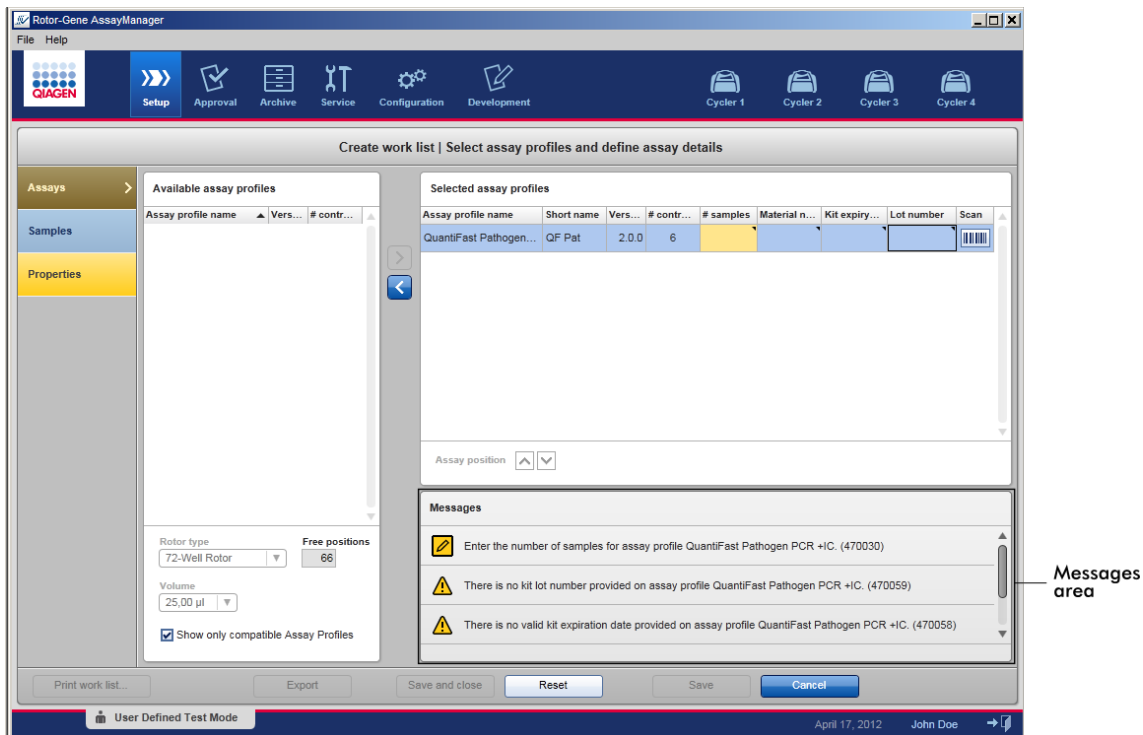 Rotor-Gene AssayManager
File Help
QIAGEN
Setup Approval Archive Service Configuration Development Cycler 1 Cycler 2 Cycler 3 Cycler 4
Create work list | Select assay profiles and define assay details
Assays
Samples
Properties
Available assay profiles
Assay profile name Vers... # contr...
Selected assay profiles
Assay profile name Short name Vers... # contr... # samples Material n... Kit expiry... Lot number Scan
QuantiFast Pathogen... QF Pat 2.0.0 6
Assay position
Rotor type Free positions
72-Well Rotor 66
Volume
25,00 µl
Show only compatible Assay Profiles
Messages
Enter the number of samples for assay profile QuantiFast Pathogen PCR +IC. (470030)
There is no kit lot number provided on assay profile QuantiFast Pathogen PCR +IC. (470059)
There is no valid kit expiration date provided on assay profile QuantiFast Pathogen PCR +IC. (470058)
Messages
area
Print work list... Export Save and close Reset Save Cancel
User Defined Test Mode April 17, 2012 John Doe